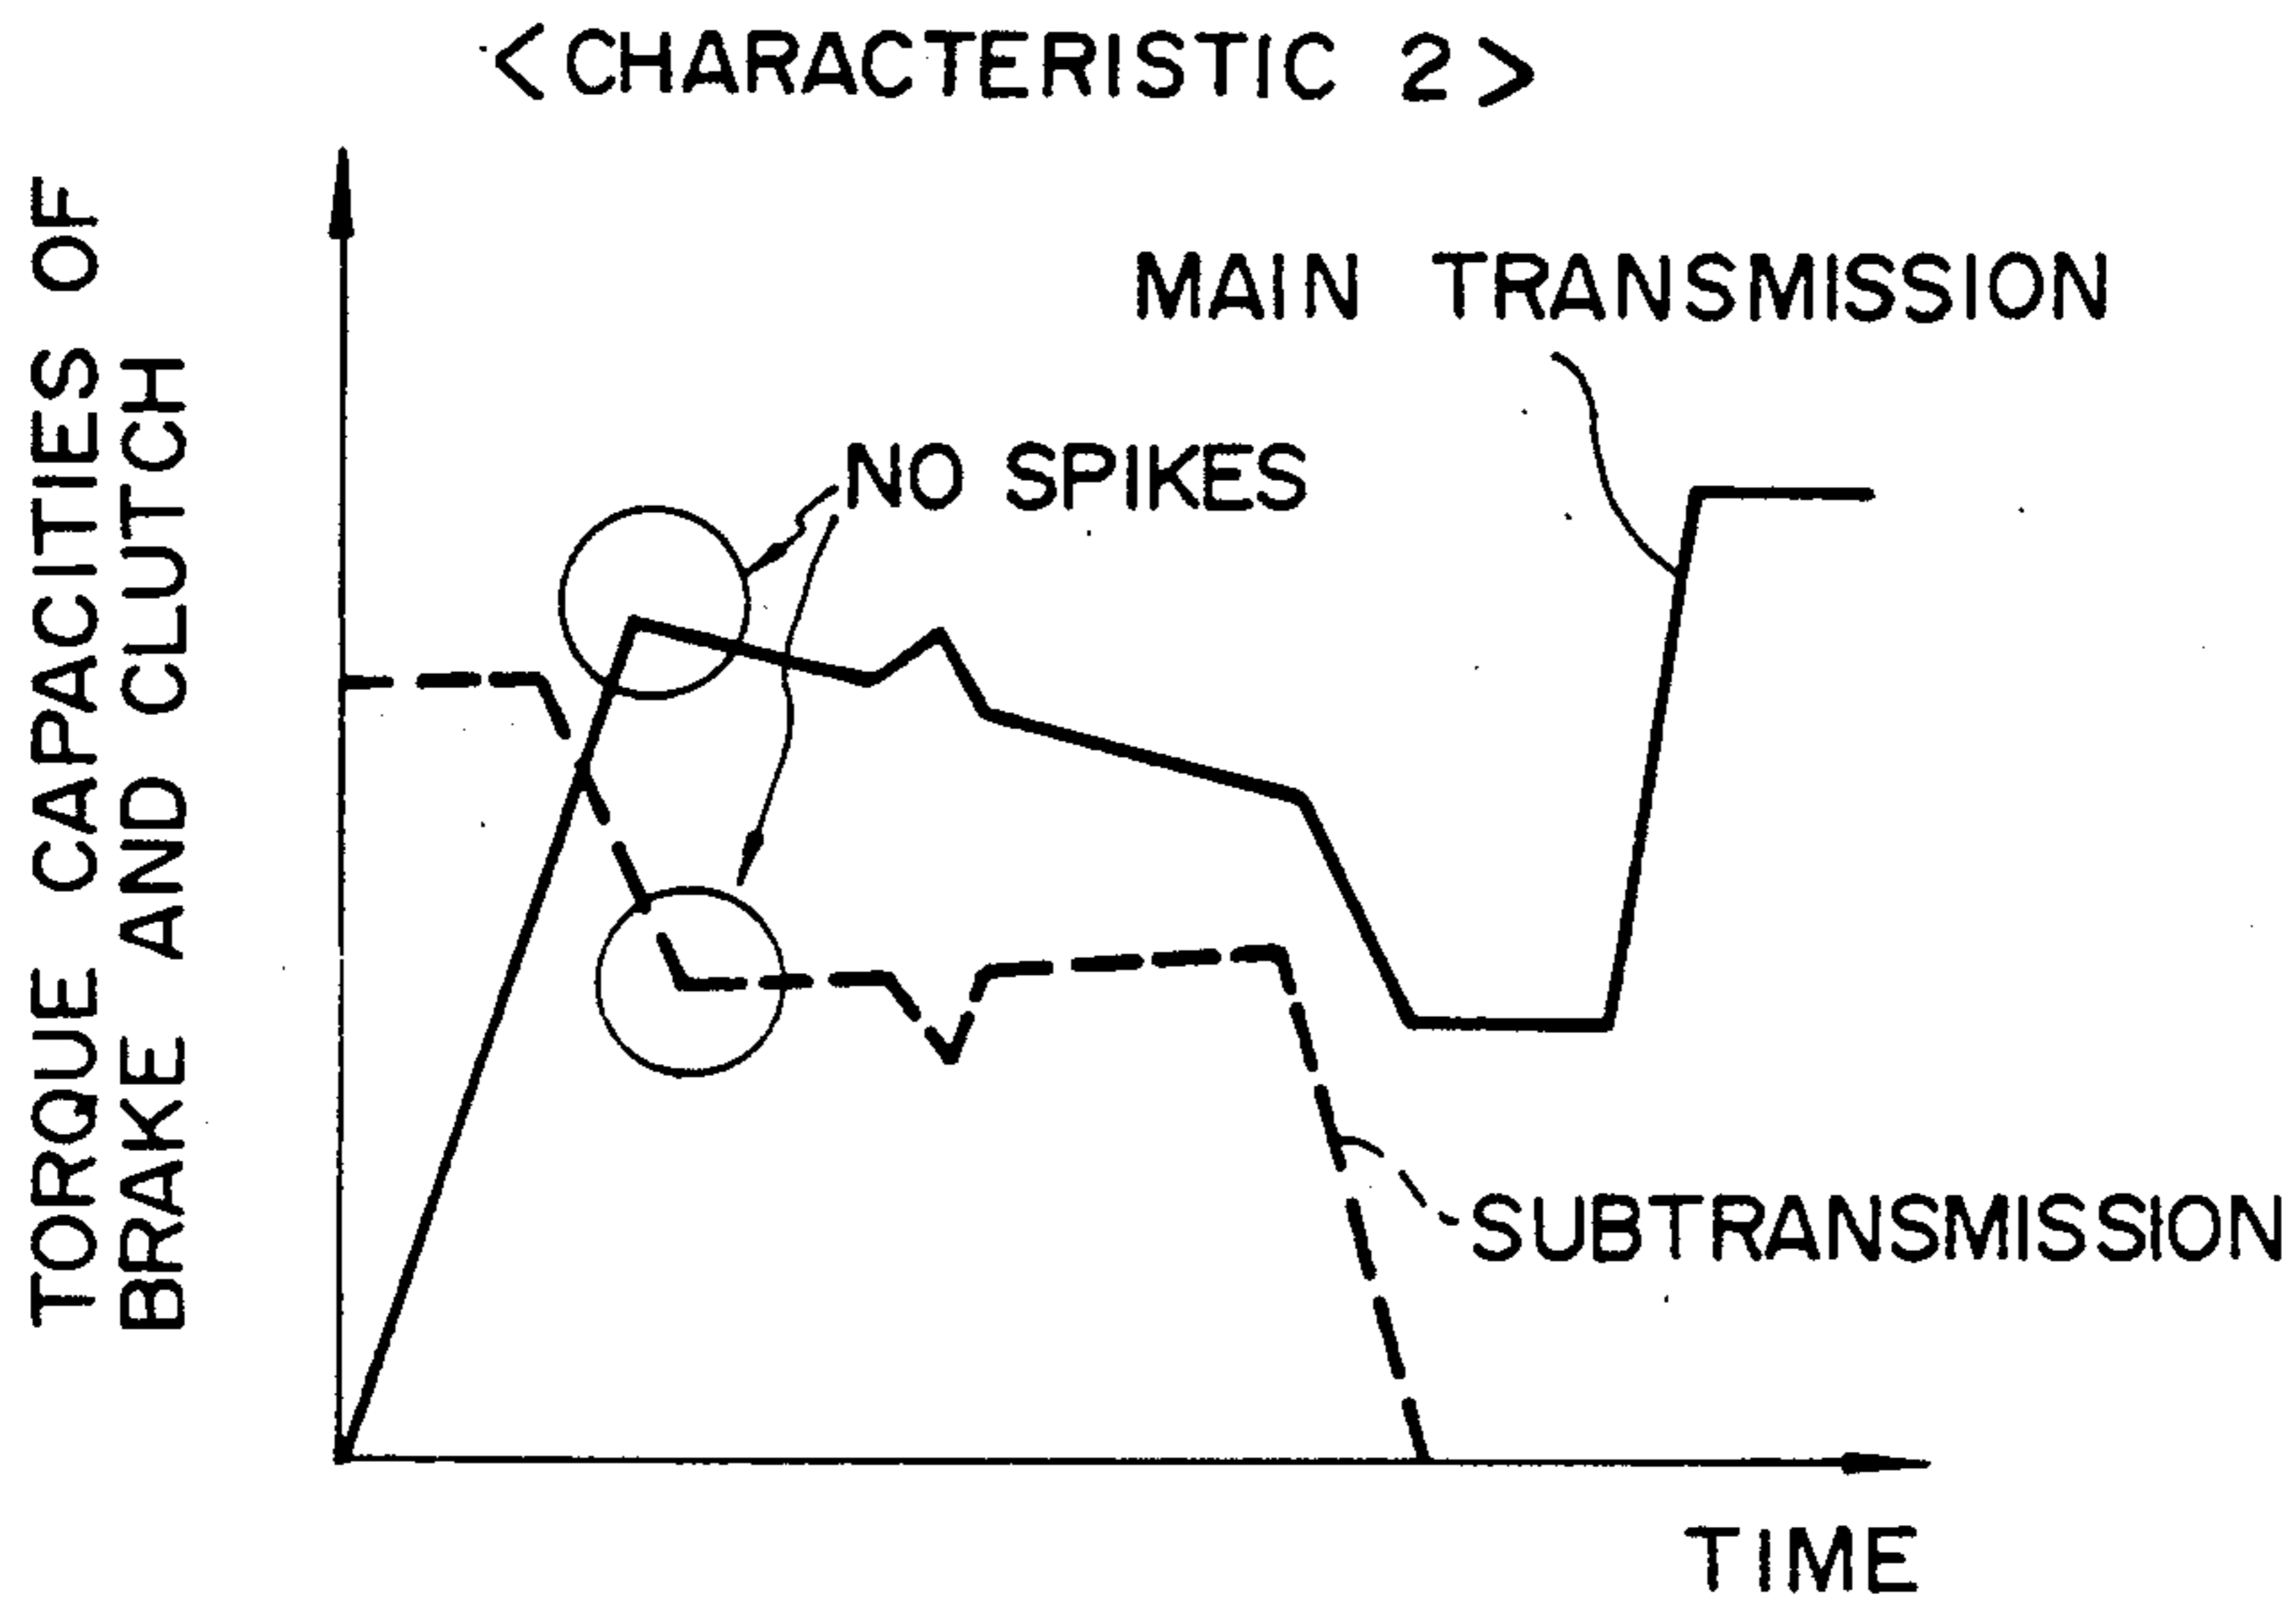 <CHARACTERISTIC 2>
TORQUE CAPACITIES OF
BRAKE AND CLUTCH
MAIN TRANSMISSION
NO SPIKES
SUBTRANSMISSION
TIME